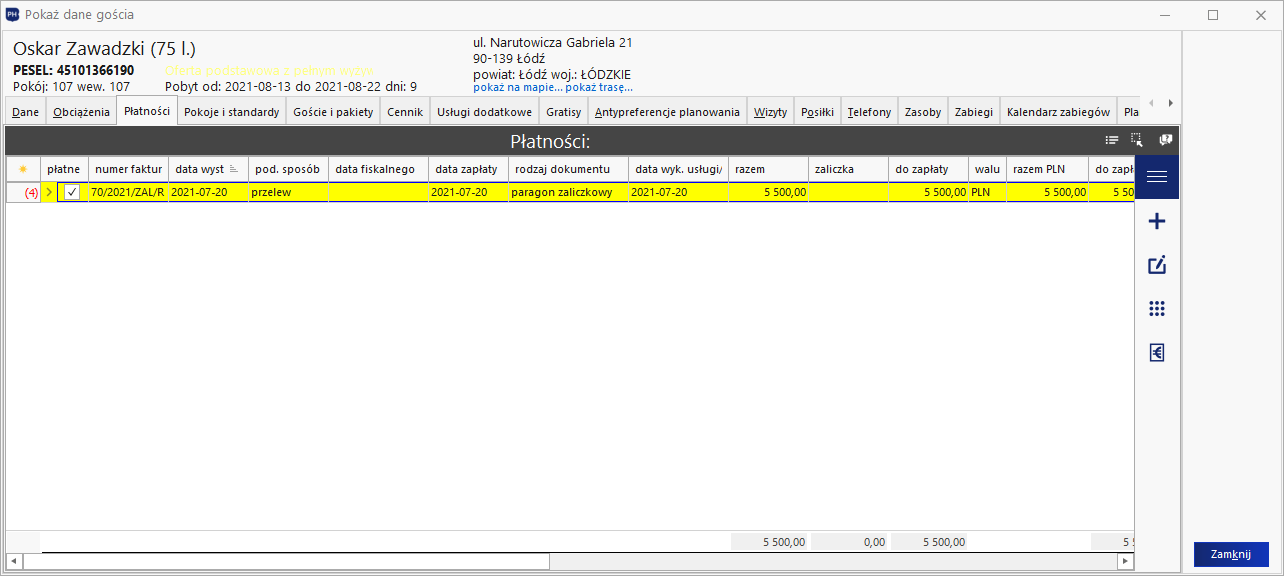 PH
Pokaż dane gościa
Oskar Zawadzki (75 l.)
PESEL: 45101366190
Oferta podstawowa z pełnym wyżyw
Pokój: 107 wew. 107
Pobyt od: 2021-08-13 do 2021-08-22 dni: 9
ul. Narutowicza Gabriela 21
90-139 Łódź
powiat: Łódź woj.: ŁÓDZKIE
pokaż na mapie... pokaż trasę...
Dane Obciążenia Płatności Pokoje i standardy Goście i pakiety Cennik Usługi dodatkowe Gratisy Antypreferencje planowania Wizyty Posiłki Telefony Zasoby Zabiegi Kalendarz zabiegów Pla
Płatności:
płatne numer faktur data wyst pod. sposób data fiskalnego data zapłaty rodzaj dokumentu data wyk. usługi/ razem zaliczka do zapłaty walu razem PLN do zapł
(4) 70/2021/ZAL/R 2021-07-20 przelew 2021-07-20 paragon zaliczkowy 2021-07-20 5 500,00 5 500,00 PLN 5 500,00 5 50
5 500,00 0,00 5 500,00 5 5
Zamknij